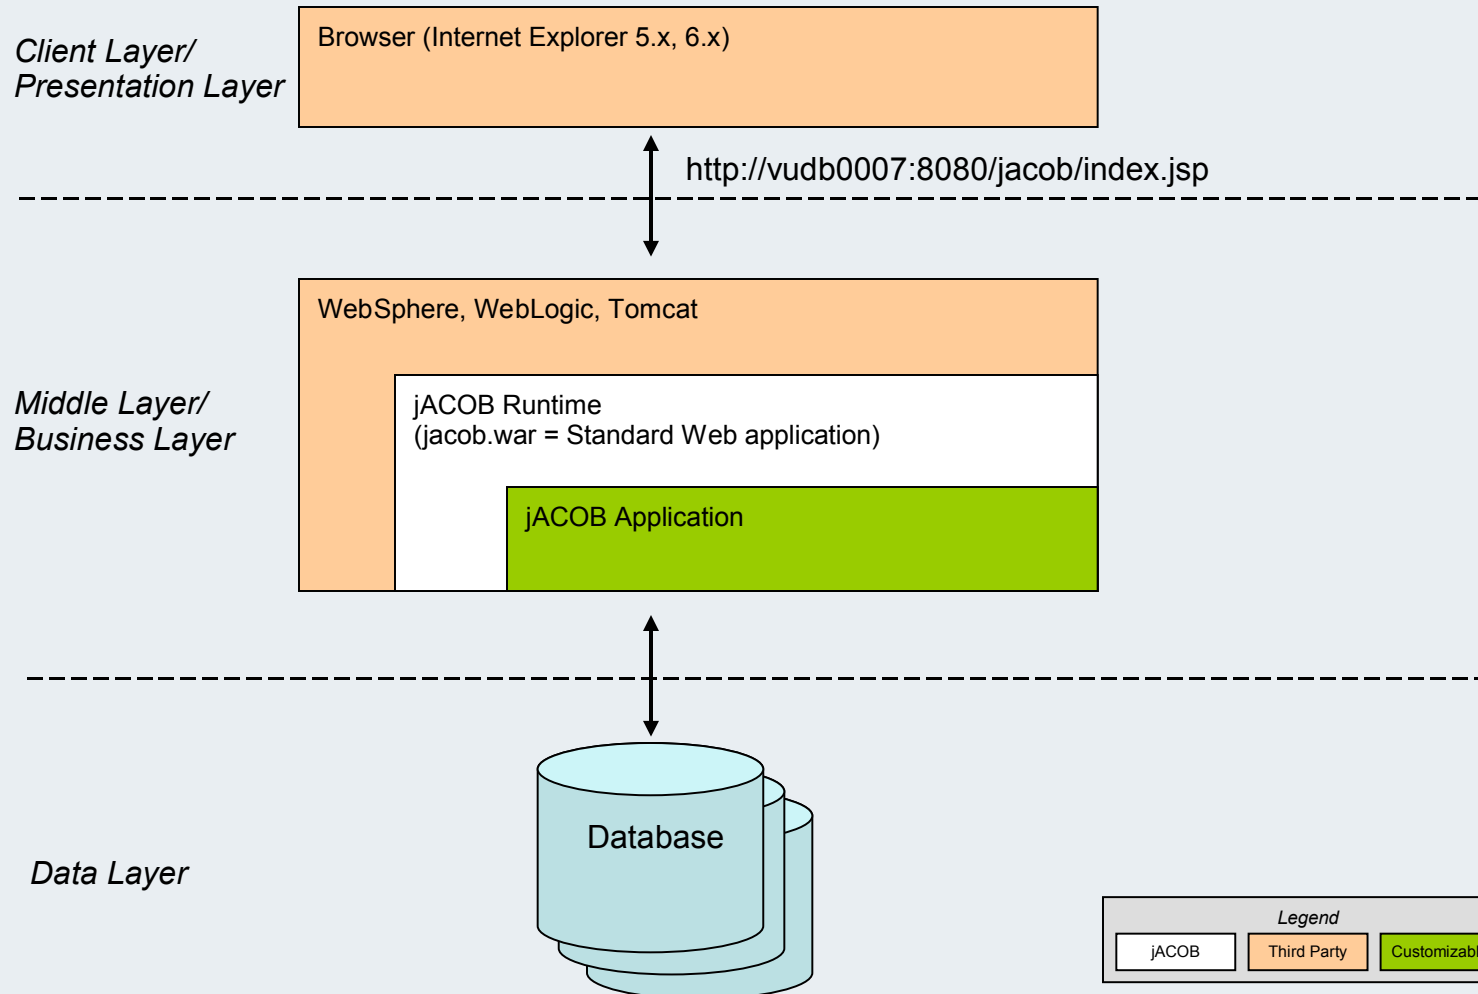 Client Layer/
Presentation Layer
Browser (Internet Explorer 5.x, 6.x)
http://vudb0007:8080/jacob/index.jsp
Middle Layer/
Business Layer
WebSphere, WebLogic, Tomcat
jACOB Runtime
(jacob.war = Standard Web application)
jACOB Application
Data Layer
Database
Legend
jACOB
Third Party